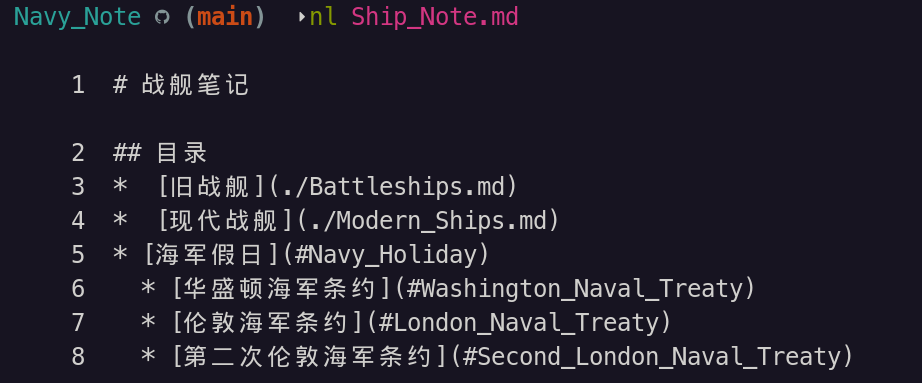 Navy_Note (main) nl Ship_Note.md
1 # 战舰笔记
2 ## 目录
3 *  [旧战舰](./Battleships.md)
4 *  [现代战舰](./Modern_Ships.md)
5 * [海军假日](#Navy_Holiday)
6   * [华盛顿海军条约](#Washington_Naval_Treaty)
7   * [伦敦海军条约](#London_Naval_Treaty)
8   * [第二次伦敦海军条约](#Second_London_Naval_Treaty)